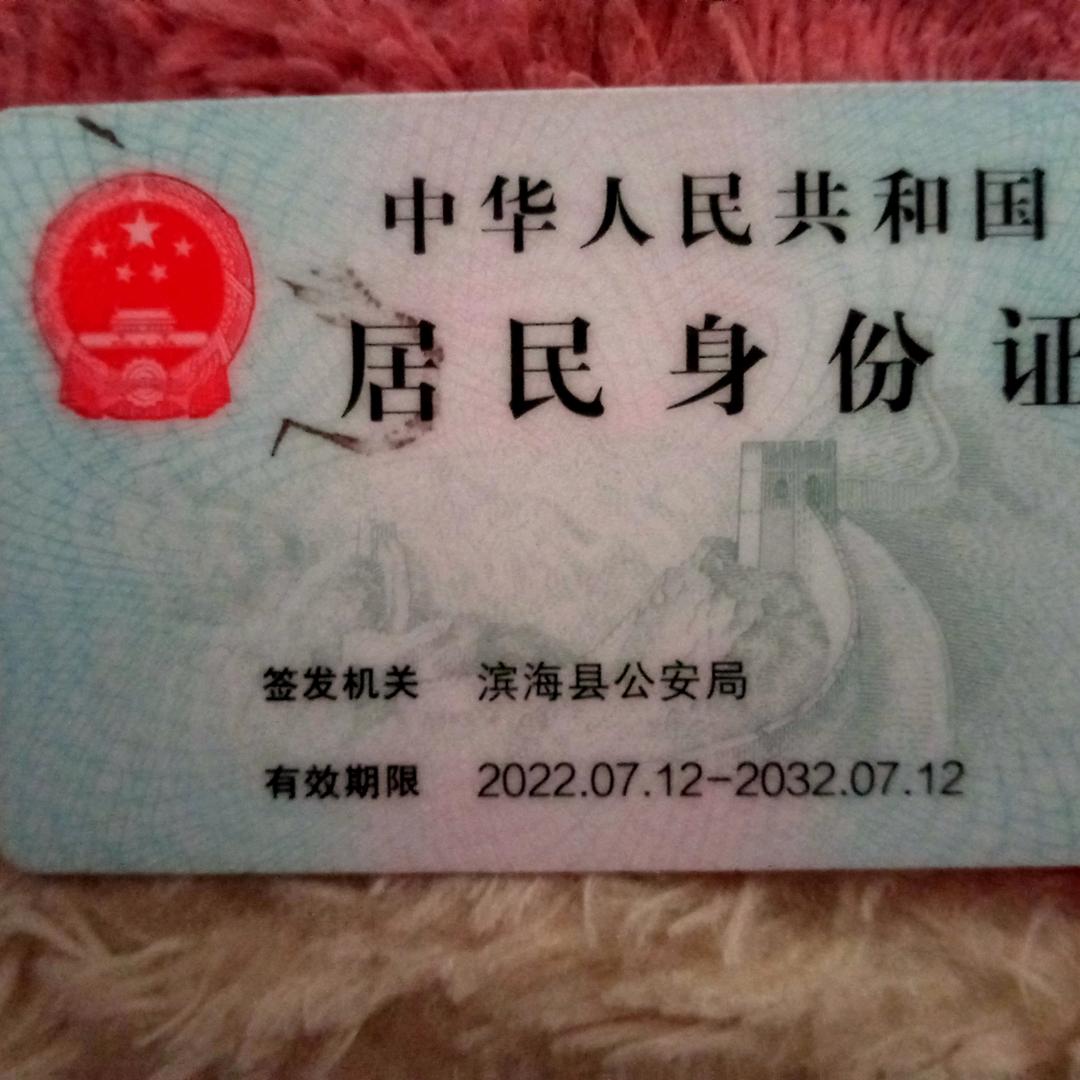 中华人民共和国
居民身份证
签发机关 滨海县公安局
有效期限 2022.07.12-2032.07.12